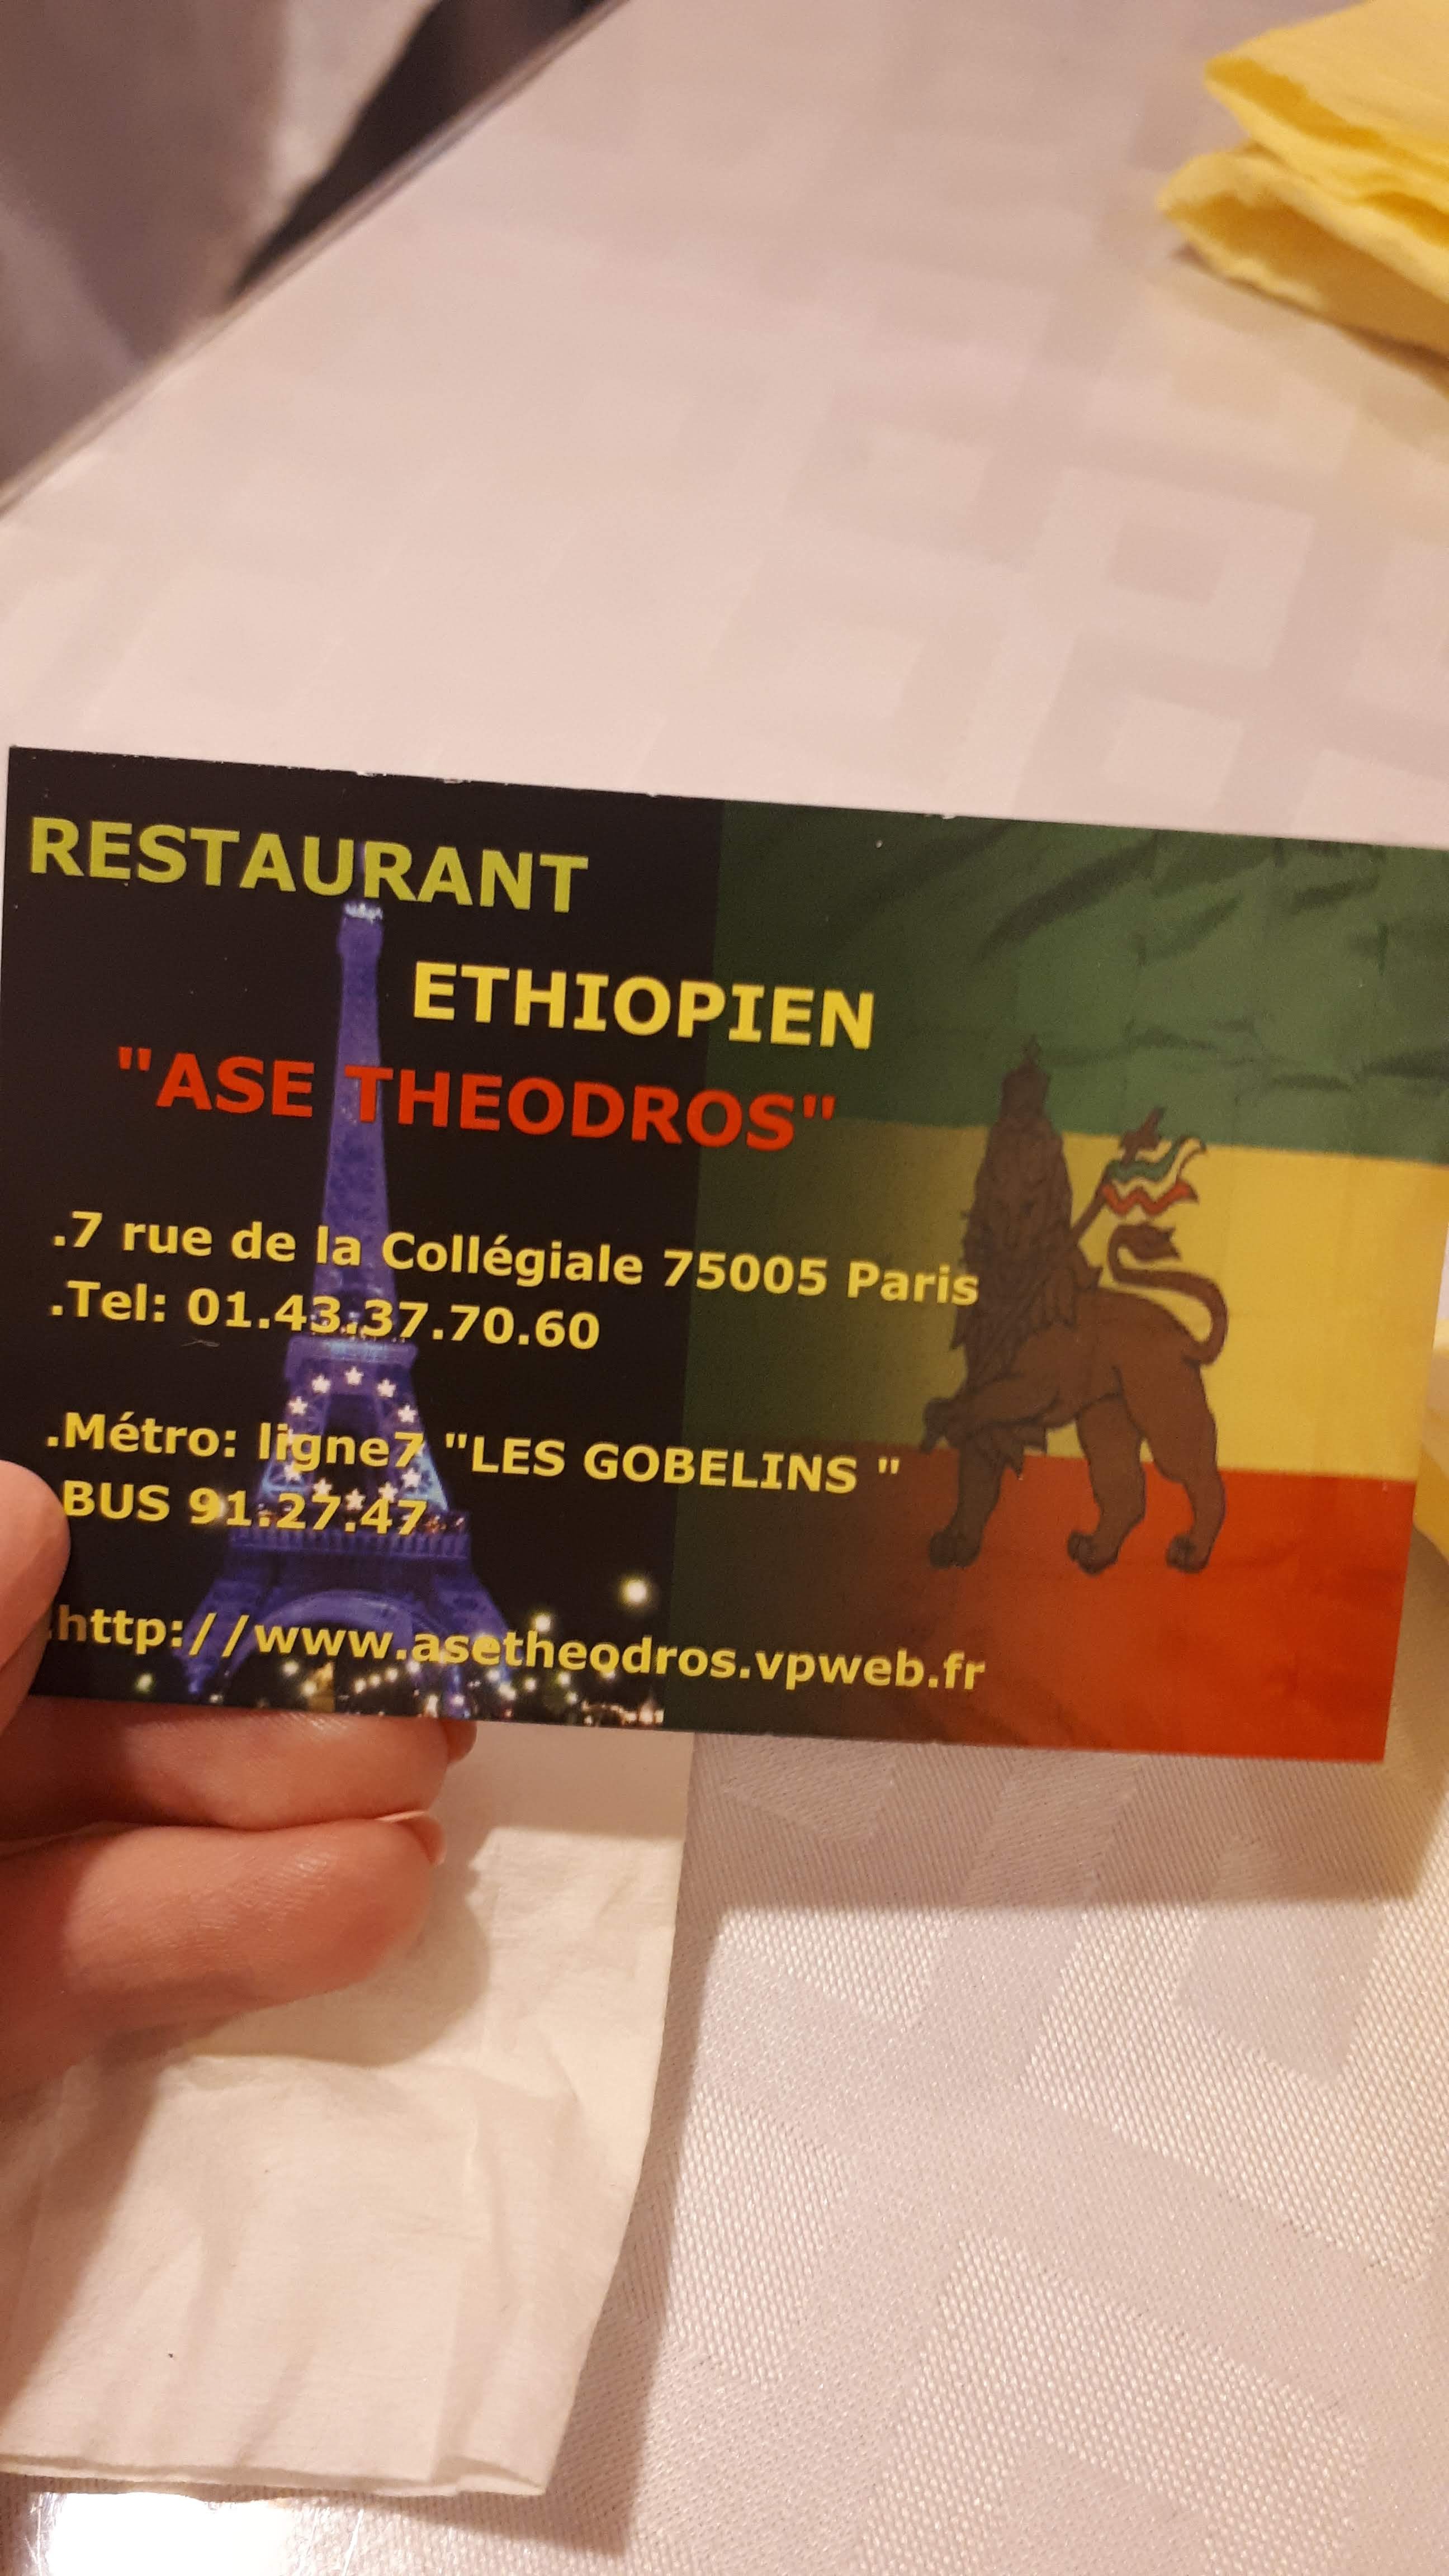 RESTAURANT
ETHIOPIEN
"ASE THEODROS"
.7 rue de la Collégiale 75005 Paris
.Tel: 01.43.37.70.60
.Métro: ligne7 "LES GOBELINS "
.BUS 91.27.47
.http://www.asetheodros.vpweb.fr